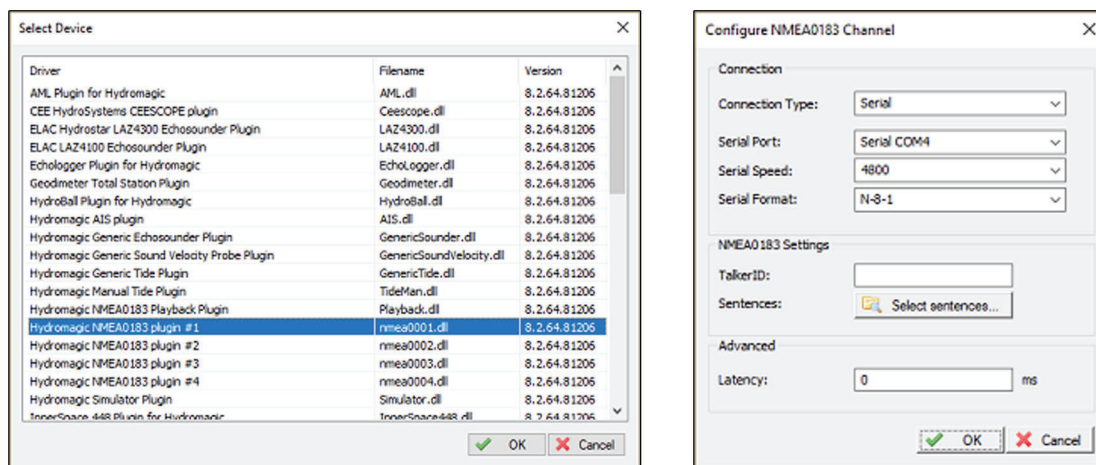 Select Device
Driver Filename Version
AML Plugin for Hydromagic AML.dll 8.2.64.81206
CEE HydroSystems CEESCOPE plugin Ceescope.dll 8.2.64.81206
ELAC Hydrostar LAZ4300 Echosounder Plugin LAZ4300.dll 8.2.64.81206
ELAC LAZ4100 Echosounder Plugin LAZ4100.dll 8.2.64.81206
Echologger Plugin for Hydromagic EchoLogger.dll 8.2.64.81206
Geodimeter Total Station Plugin Geodimeter.dll 8.2.64.81206
HydroBall Plugin for Hydromagic HydroBall.dll 8.2.64.81206
Hydromagic AIS plugin AIS.dll 8.2.64.81206
Hydromagic Generic Echosounder Plugin GenericSounder.dll 8.2.64.81206
Hydromagic Generic Sound Velocity Probe Plugin GenericSoundVelocity.dll 8.2.64.81206
Hydromagic Generic Tide Plugin GenericTide.dll 8.2.64.81206
Hydromagic Manual Tide Plugin TideMan.dll 8.2.64.81206
Hydromagic NMEA0183 Playback Plugin Playback.dll 8.2.64.81206
Hydromagic NMEA0183 plugin #1 nmea0001.dll 8.2.64.81206
Hydromagic NMEA0183 plugin #2 nmea0002.dll 8.2.64.81206
Hydromagic NMEA0183 plugin #3 nmea0003.dll 8.2.64.81206
Hydromagic NMEA0183 plugin #4 nmea0004.dll 8.2.64.81206
Hydromagic Simulator Plugin Simulator.dll 8.2.64.81206
InnerSpace 448 Plugin for Hydromagic InnerSpace448.dll 8.2.64.81206
OK Cancel
Configure NMEA0183 Channel
Connection
Connection Type: Serial
Serial Port: Serial COM4
Serial Speed: 4800
Serial Format: N-8-1
NMEA0183 Settings
TalkerID:
Sentences: Select sentences...
Advanced
Latency: 0 ms
OK Cancel